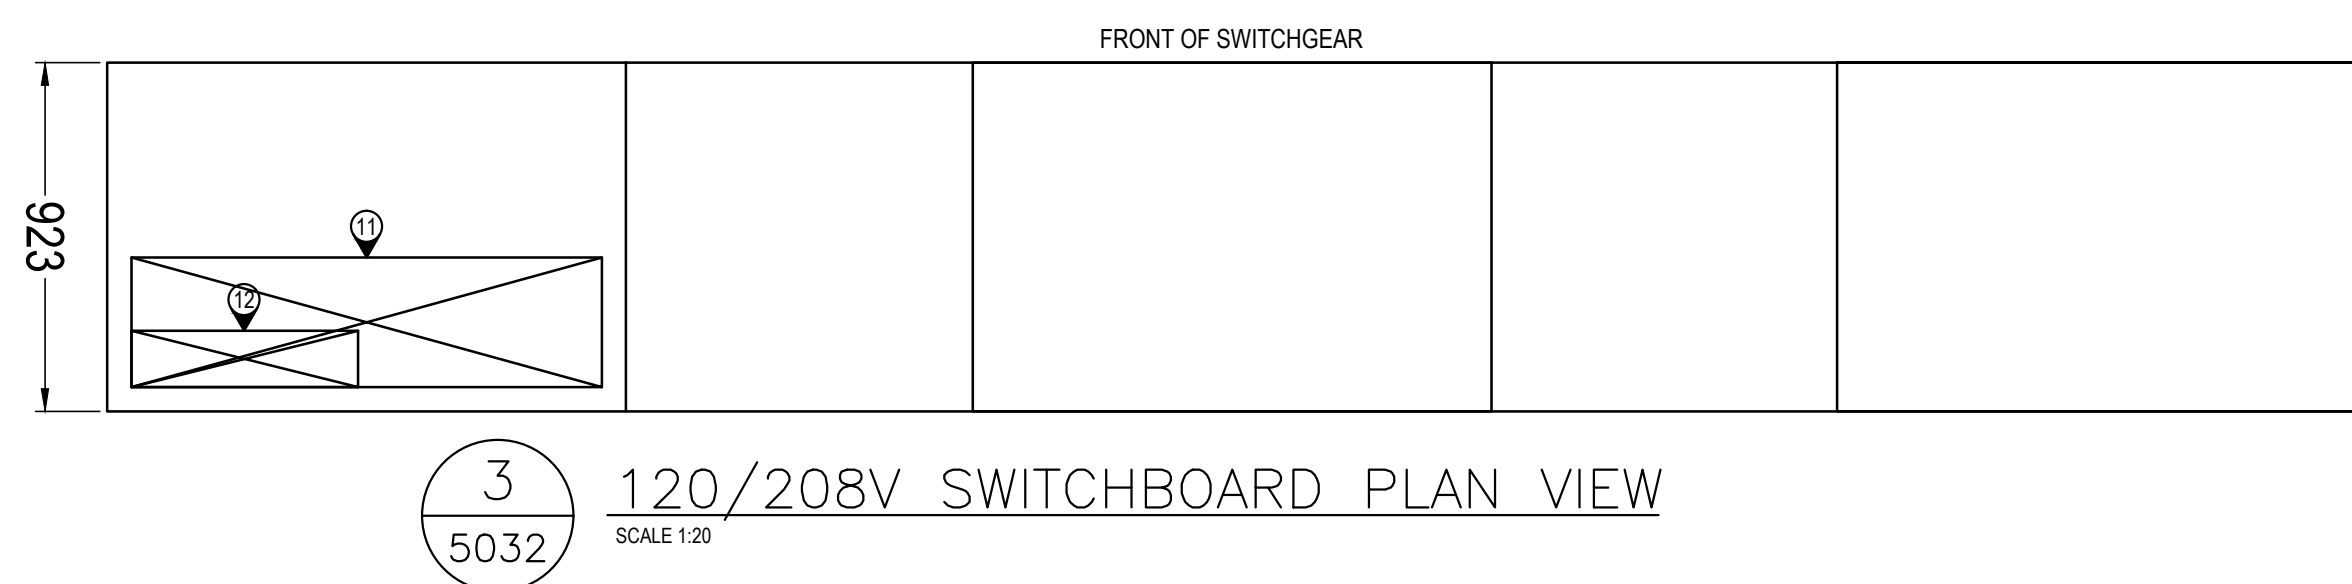 FRONT OF SWITCHGEAR
923
11
12
3
5032
120/208V SWITCHBOARD PLAN VIEW
SCALE 1:20